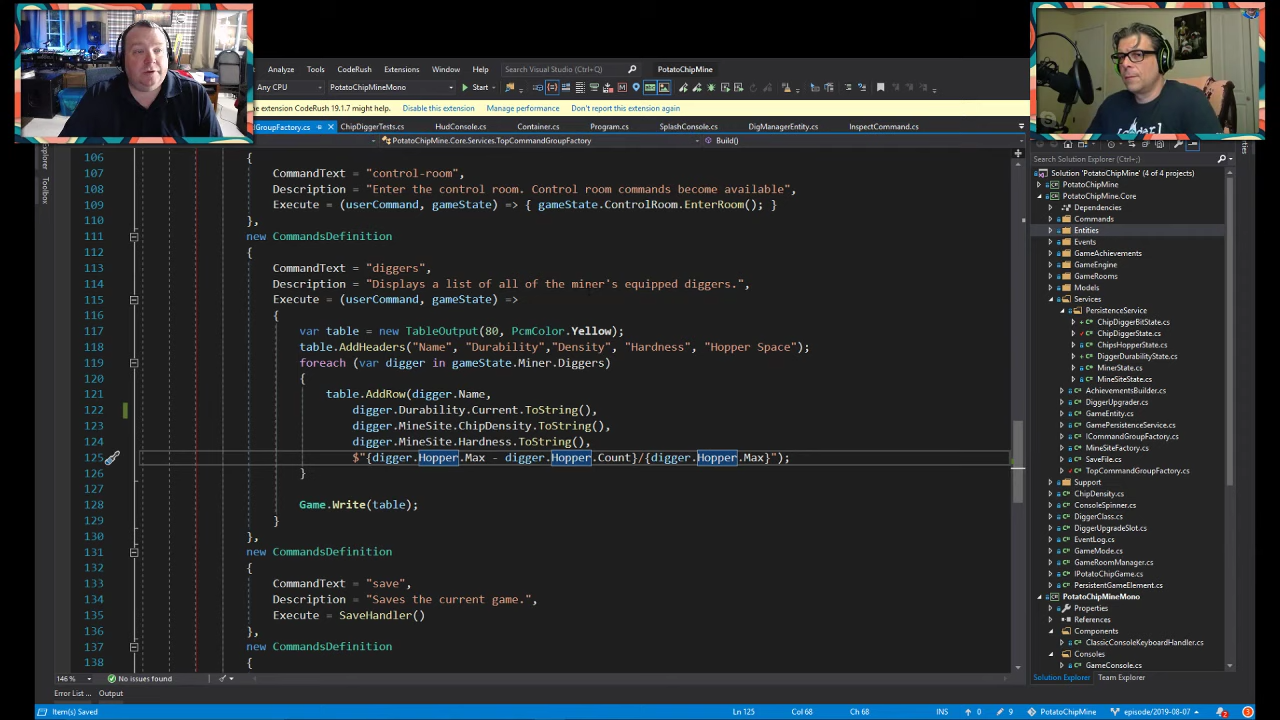 Analyze Tools CodeRush Extensions Window Help Search Visual Studio (Ctrl+Q) PotatoChipMine
Any CPU PotatoChipMineMono Start
he extension CodeRush 19.1.7 might help. Disable this extension Manage performance Don't report this extension
GroupFactory.cs ChipDiggerTests.cs HudConsole.cs Container.cs Program.cs SplashConsole.cs DigManagerEntity.cs InspectCommand.cs
PotatoChipMine.Core.Services.TopCommandGroupFactory Build()
106 {
107 CommandText = "control-room",
108 Description = "Enter the control room. Control room commands become available",
109 Execute = (userCommand, gameState) => { gameState.ControlRoom.EnterRoom(); }
110 },
111 new CommandsDefinition
112 {
113 CommandText = "diggers",
114 Description = "Displays a list of all of the miner's equipped diggers.",
115 Execute = (userCommand, gameState) =>
116 {
117 var table = new TableOutput(80, PcmColor.Yellow);
118 table.AddHeaders("Name", "Durability","Density", "Hardness", "Hopper Space");
119 foreach (var digger in gameState.Miner.Diggers)
120 {
121 table.AddRow(digger.Name,
122 digger.Durability.Current.ToString(),
123 digger.MineSite.ChipDensity.ToString(),
124 digger.MineSite.Hardness.ToString(),
125 $"{digger.Hopper.Max - digger.Hopper.Count}/{digger.Hopper.Max}");
126 }
127
128 Game.Write(table);
129 }
130 },
131 new CommandsDefinition
132 {
133 CommandText = "save",
134 Description = "Saves the current game.",
135 Execute = SaveHandler()
136 },
137 new CommandsDefinition
138 {
146 % No issues found
Error List ... Output
Item(s) Saved Ln 125 Col 68 Ch 68 INS 0 9 PotatoChipMine episode/2019-08-07 2 3
Explorer
Toolbox
Search Solution Explorer (Ctrl+;)
Solution 'PotatoChipMine' (4 of 4 projects)
PotatoChipMine
PotatoChipMine.Core
Dependencies
Commands
Entities
Events
GameAchievements
GameEngine
GameRooms
Models
Services
PersistenceService
ChipDiggerBitState.cs
ChipDiggerState.cs
ChipsHopperState.cs
DiggerDurabilityState.cs
MinerState.cs
MineSiteState.cs
AchievementsBuilder.cs
DiggerUpgrader.cs
GameEntity.cs
GamePersistenceService.cs
ICommandGroupFactory.cs
MineSiteFactory.cs
SaveFile.cs
TopCommandGroupFactory.cs
Support
ChipDensity.cs
ConsoleSpinner.cs
DiggerClass.cs
DiggerUpgradeSlot.cs
EventLog.cs
GameMode.cs
GameRoomManager.cs
IPotatoChipGame.cs
PersistentGameElement.cs
PotatoChipMineMono
Properties
References
Components
ClassicConsoleKeyboardHandler.cs
Consoles
GameConsole.cs
Solution Explorer Team Explorer